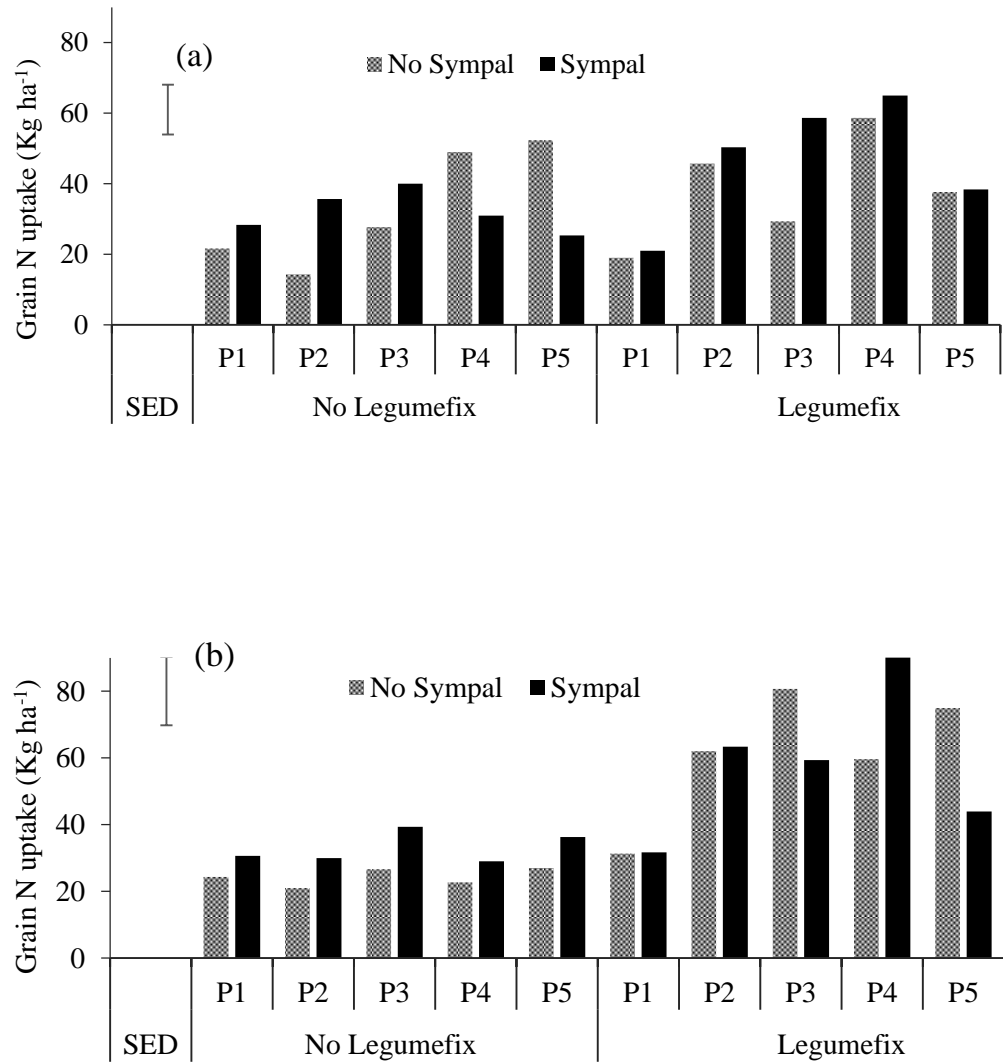 80
(a)
No Sympal Sympal
60
40
20
0
Grain N uptake (Kg ha⁻¹)
P1 P2 P3 P4 P5 P1 P2 P3 P4 P5
SED No Legumefix Legumefix
(b)
No Sympal Sympal
80
60
40
20
0
Grain N uptake (Kg ha⁻¹)
P1 P2 P3 P4 P5 P1 P2 P3 P4 P5
SED No Legumefix Legumefix